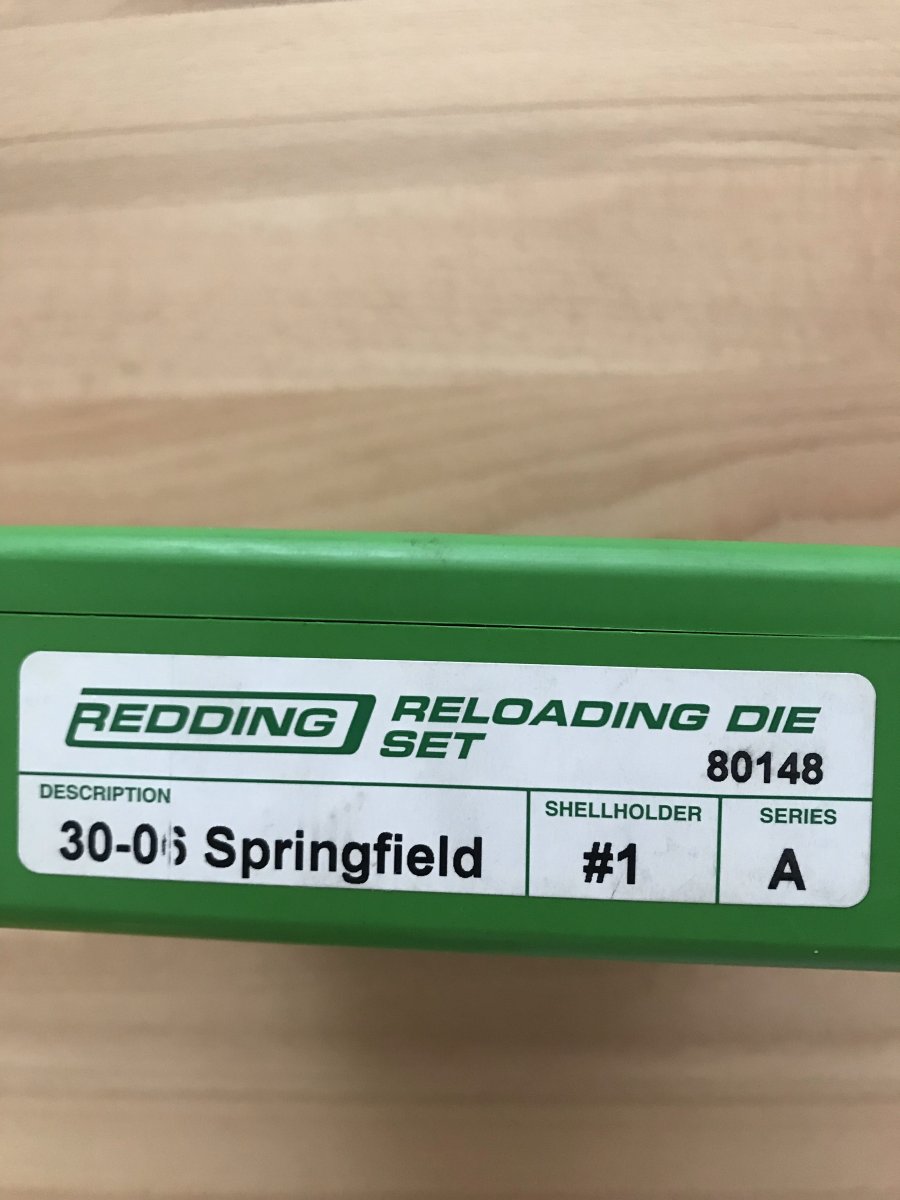 REDDING RELOADING DIE
SET
80148
DESCRIPTION
30-06 Springfield
SHELLHOLDER
#1
SERIES
A